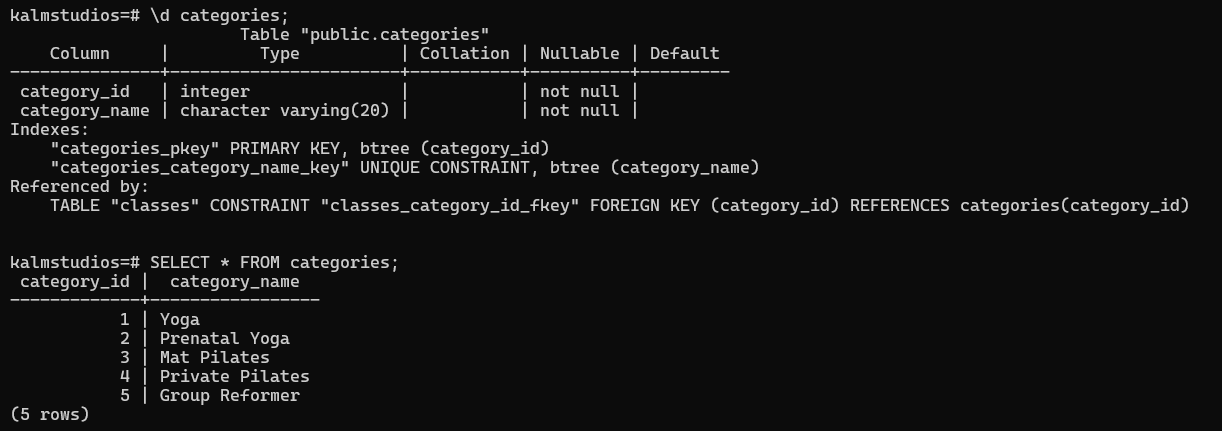 kalmstudios=# \d categories;
                       Table "public.categories"
    Column     |         Type          | Collation | Nullable | Default
---------------+-----------------------+-----------+----------+---------
 category_id   | integer               |           | not null |
 category_name | character varying(20) |           | not null |
Indexes:
    "categories_pkey" PRIMARY KEY, btree (category_id)
    "categories_category_name_key" UNIQUE CONSTRAINT, btree (category_name)
Referenced by:
    TABLE "classes" CONSTRAINT "classes_category_id_fkey" FOREIGN KEY (category_id) REFERENCES categories(category_id)
kalmstudios=# SELECT * FROM categories;
 category_id |  category_name
-------------+-----------------
           1 | Yoga
           2 | Prenatal Yoga
           3 | Mat Pilates
           4 | Private Pilates
           5 | Group Reformer
(5 rows)